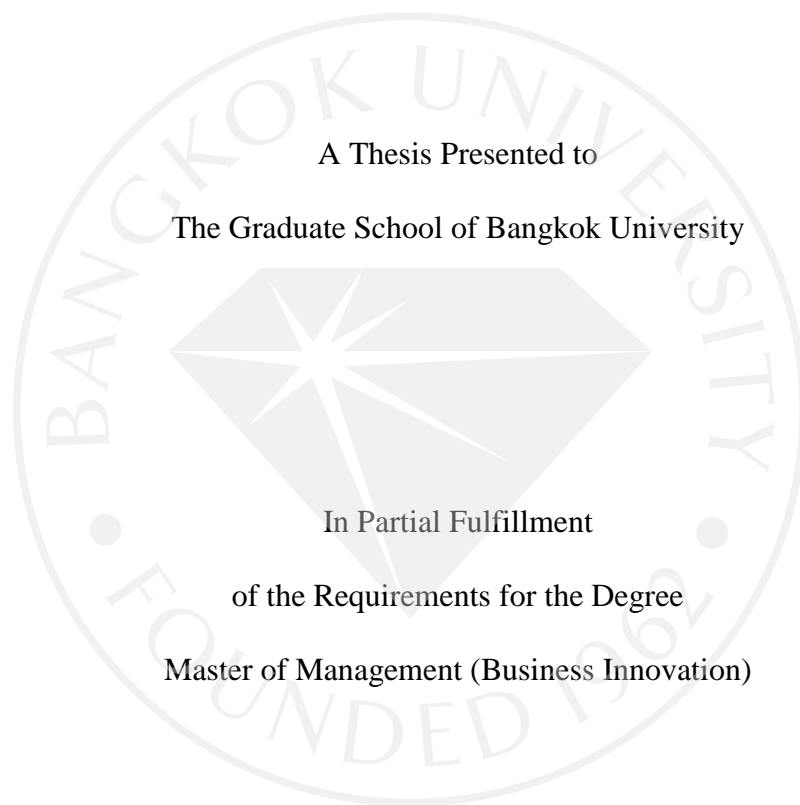 BANGKOK UNIVERSITY
A Thesis Presented to
The Graduate School of Bangkok University
In Partial Fulfillment
of the Requirements for the Degree
Master of Management (Business Innovation)
FOUNDED 1962